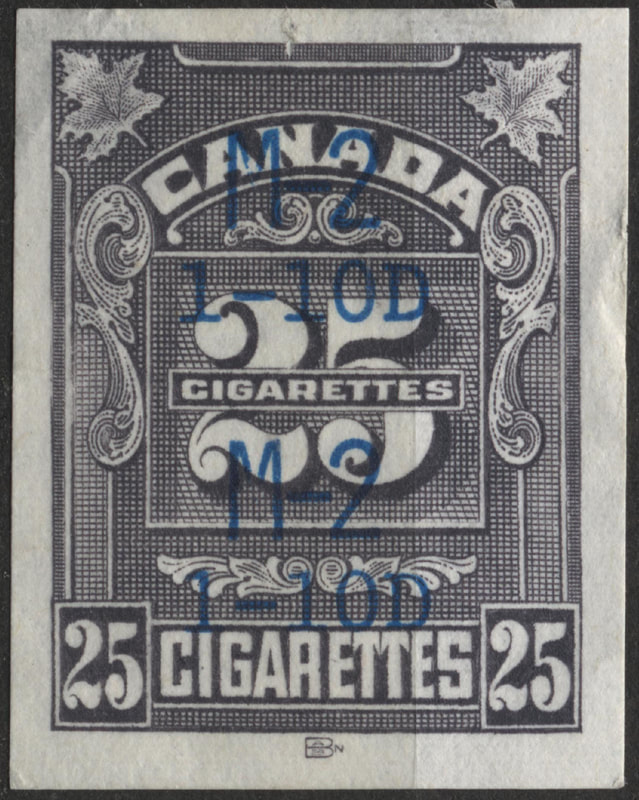 CANADA
M-2
1-10D
25
CIGARETTES
M-2
1-10D
25 CIGARETTES 25